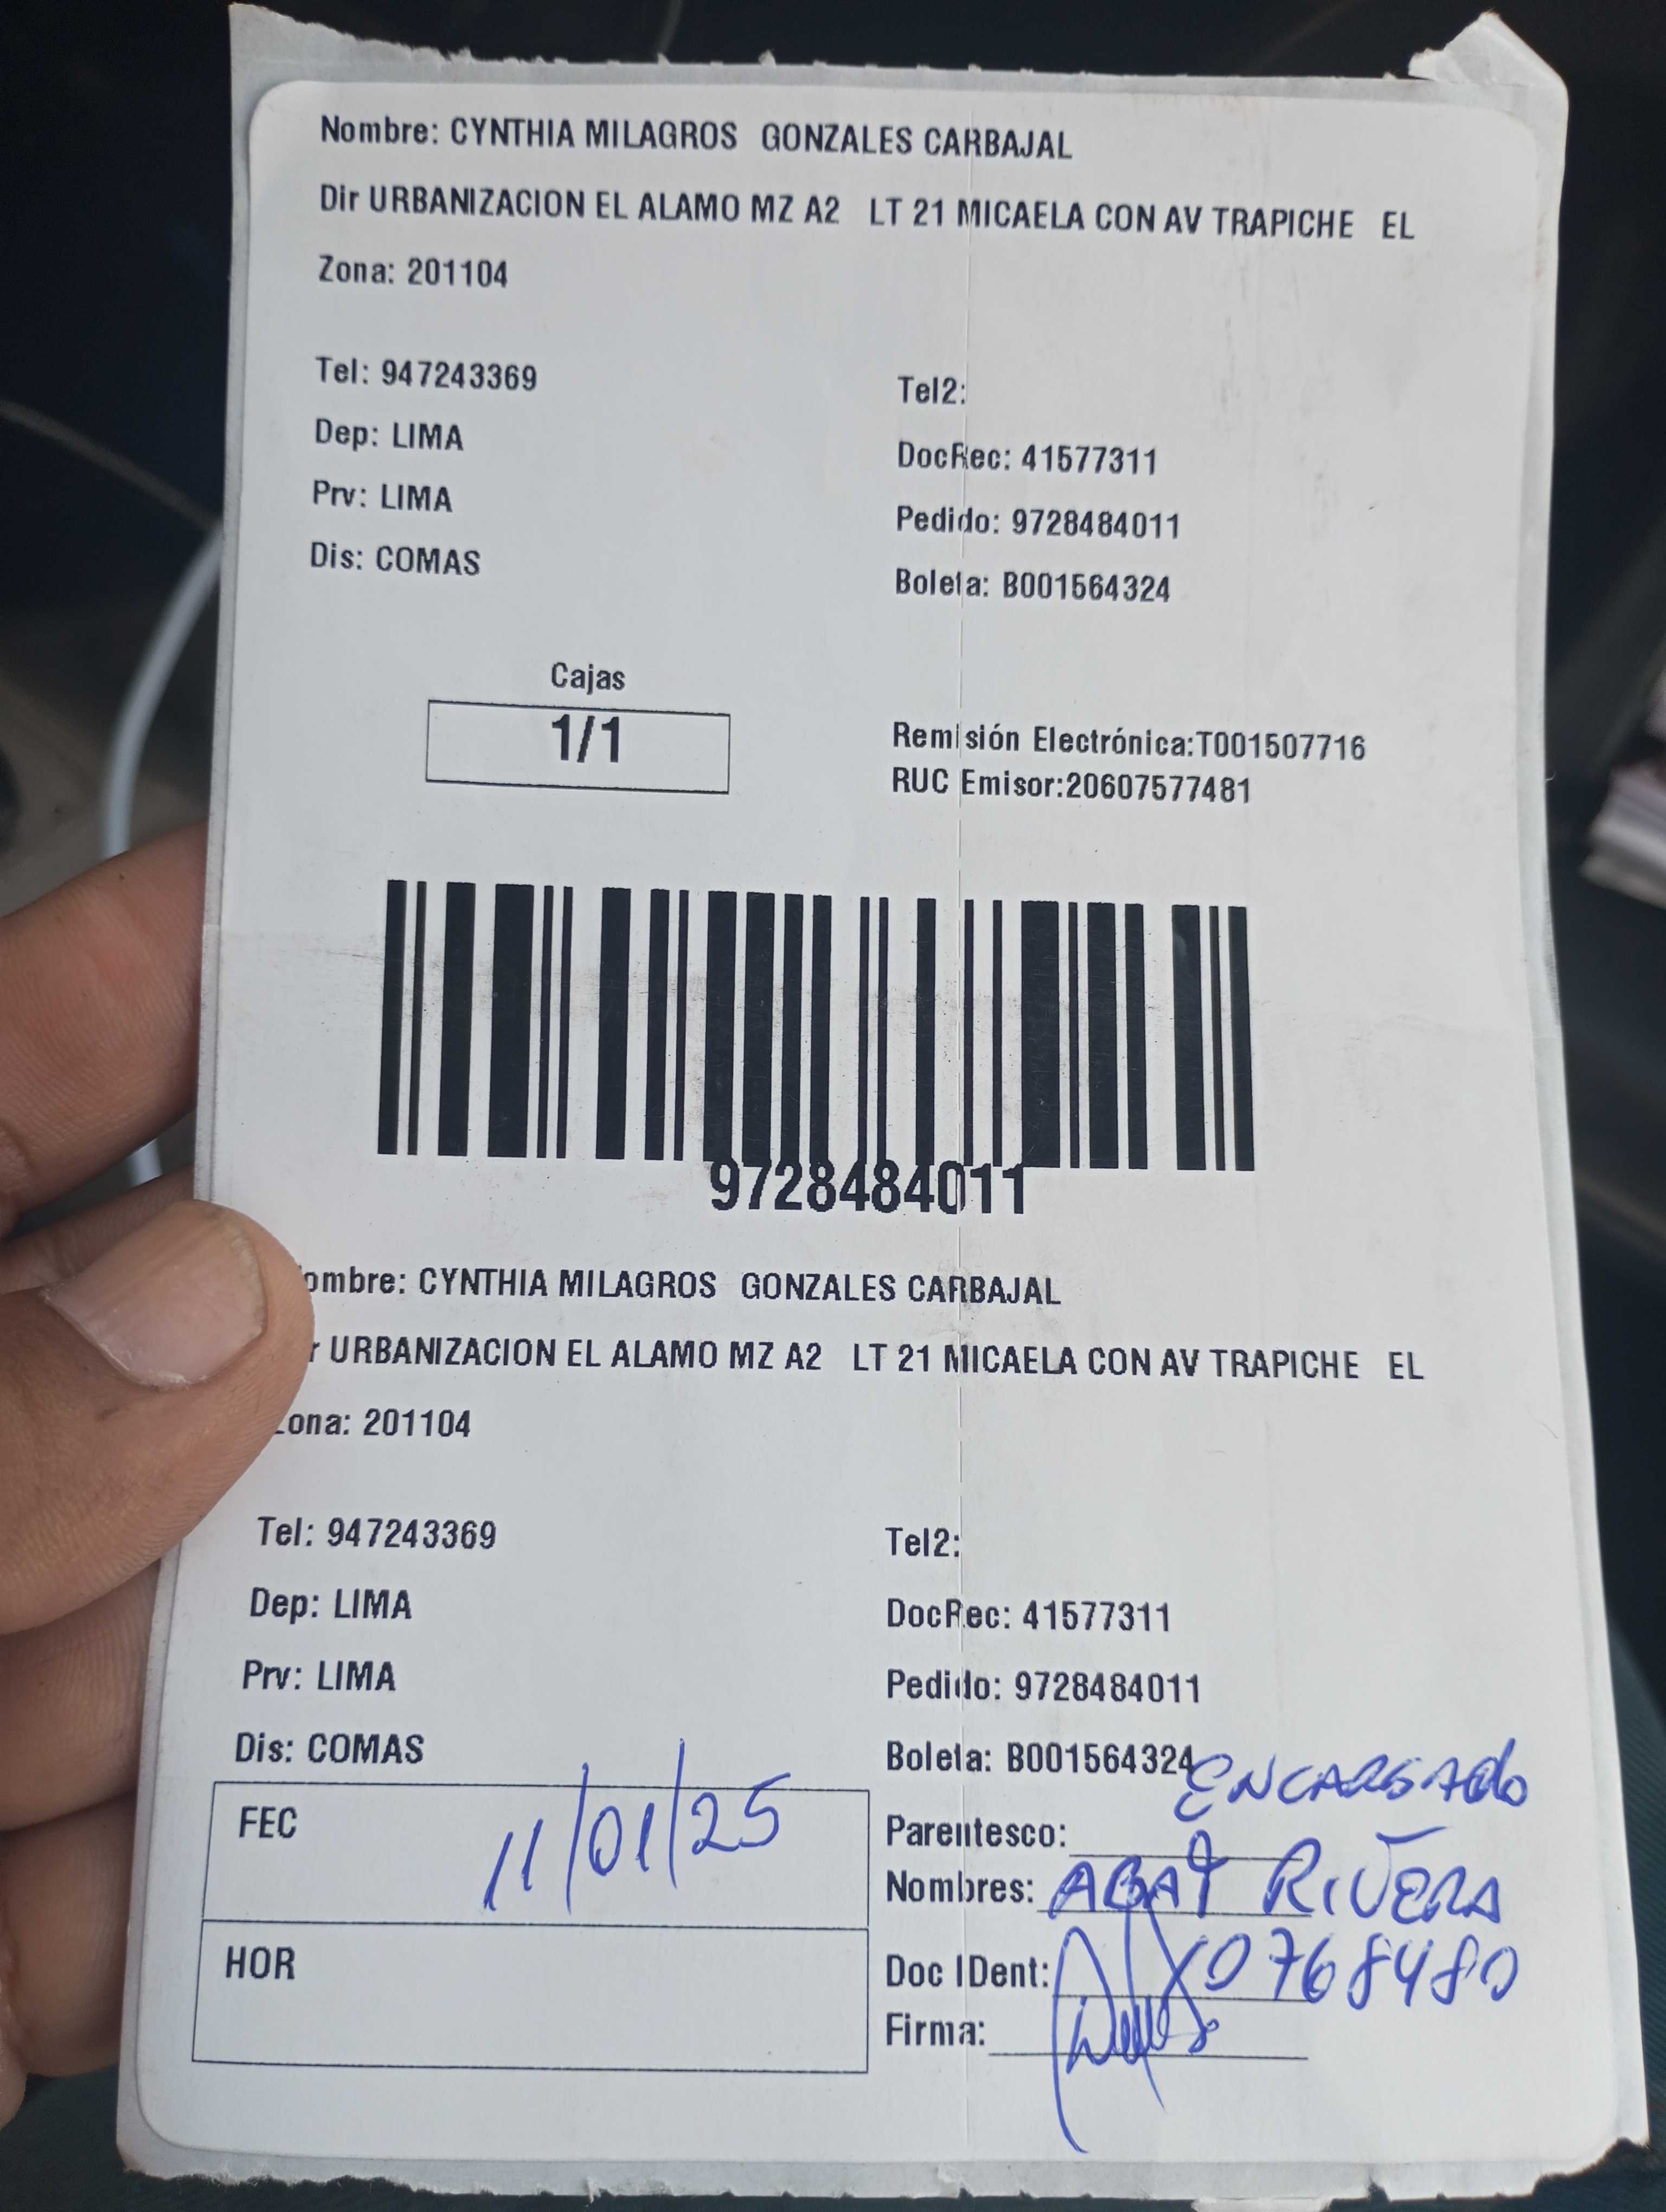 Nombre: CYNTHIA MILAGROS GONZALES CARBAJAL
Dir URBANIZACION EL ALAMO MZ A2 LT 21 MICAELA CON AV TRAPICHE EL
Zona: 201104
Tel: 947243369
Tel2:
Dep: LIMA
DocRec: 41577311
Prv: LIMA
Pedido: 9728484011
Dis: COMAS
Boleta: B001564324
Cajas
1/1
Remisión Electrónica:T001507716
RUC Emisor:20607577481
9728484011
ombre: CYNTHIA MILAGROS GONZALES CARBAJAL
r URBANIZACION EL ALAMO MZ A2 LT 21 MICAELA CON AV TRAPICHE EL
ona: 201104
Tel: 947243369
Tel2:
Dep: LIMA
DocRec: 41577311
Prv: LIMA
Pedido: 9728484011
Dis: COMAS
Boleta: B001564324
FEC 11/01/25
Parentesco: ENCARGADO
Nombres: RIVERA
HOR
Doc IDent: 0768480
Firma: